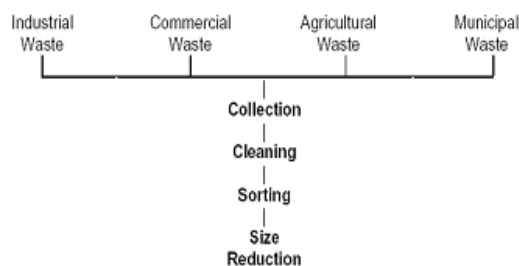 Industrial Waste
Commercial Waste
Agricultural Waste
Municipal Waste
Collection
Cleaning
Sorting
Size
Reduction